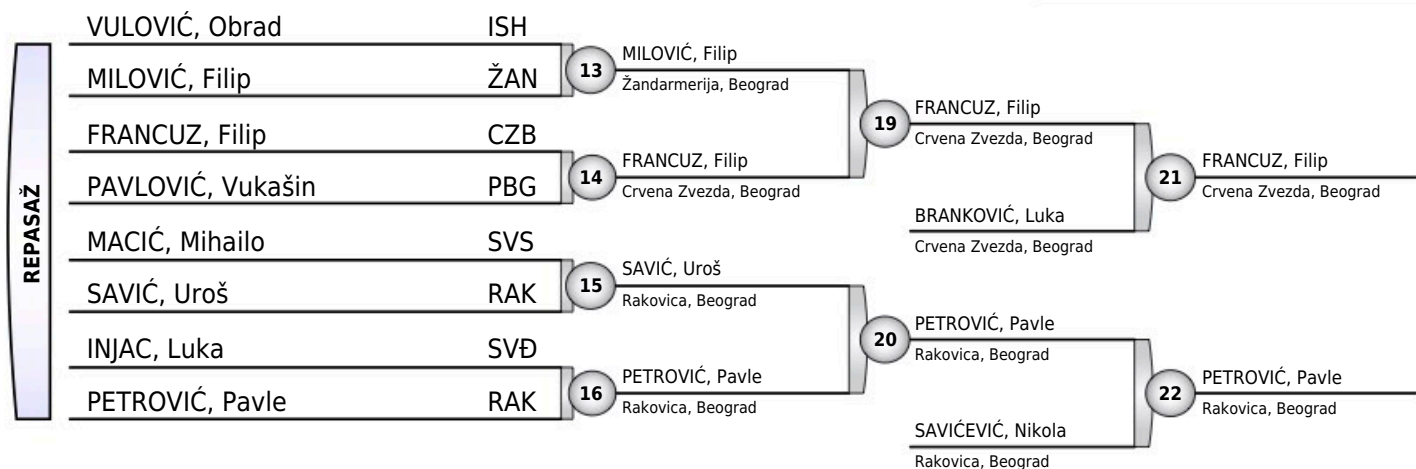 REPASAŽ
VULOVIĆ, Obrad ISH
MILOVIĆ, Filip ŽAN
FRANCUZ, Filip CZB
PAVLOVIĆ, Vukašin PBG
MACIĆ, Mihailo SVS
SAVIĆ, Uroš RAK
INJAC, Luka SVĐ
PETROVIĆ, Pavle RAK
13
MILOVIĆ, Filip
Žandarmerija, Beograd
14
FRANCUZ, Filip
Crvena Zvezda, Beograd
15
SAVIĆ, Uroš
Rakovica, Beograd
16
PETROVIĆ, Pavle
Rakovica, Beograd
19
FRANCUZ, Filip
Crvena Zvezda, Beograd
BRANKOVIĆ, Luka
Crvena Zvezda, Beograd
20
PETROVIĆ, Pavle
Rakovica, Beograd
SAVIĆEVIĆ, Nikola
Rakovica, Beograd
21
FRANCUZ, Filip
Crvena Zvezda, Beograd
22
PETROVIĆ, Pavle
Rakovica, Beograd